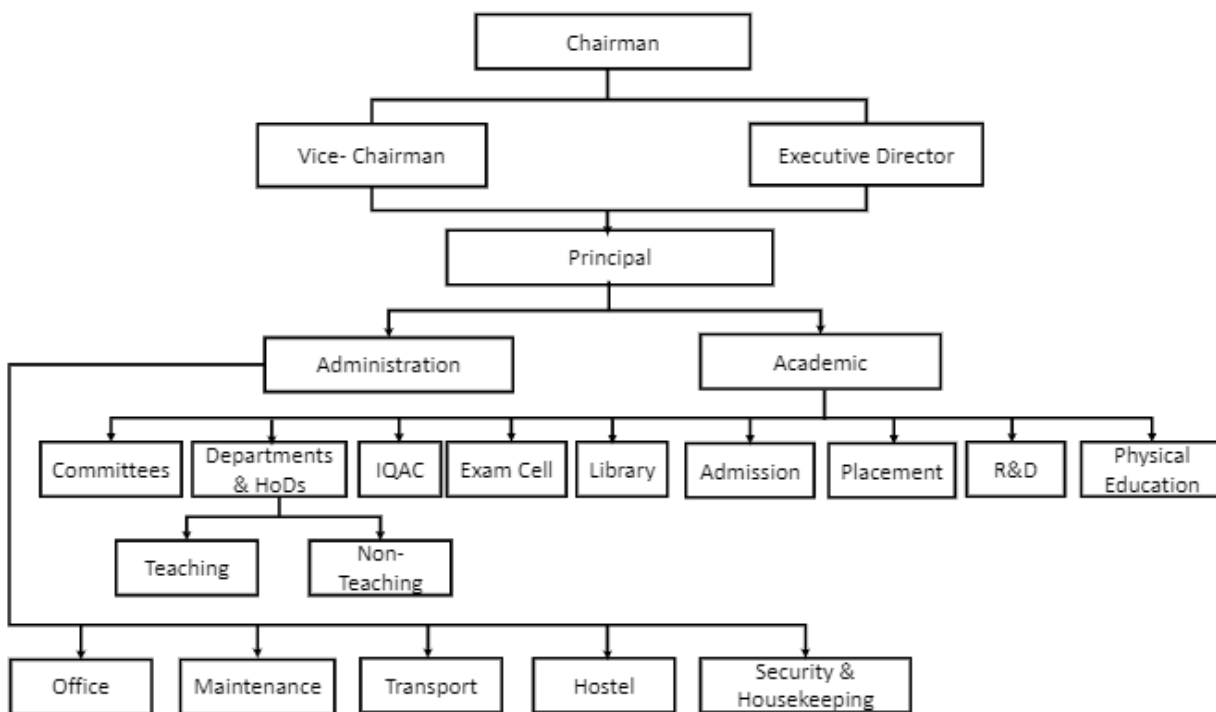 Chairman
Vice- Chairman
Executive Director
Principal
Administration
Academic
Committees
Departments
& HoDs
IQAC
Exam Cell
Library
Admission
Placement
R&D
Physical
Education
Teaching
Non-
Teaching
Office
Maintenance
Transport
Hostel
Security &
Housekeeping